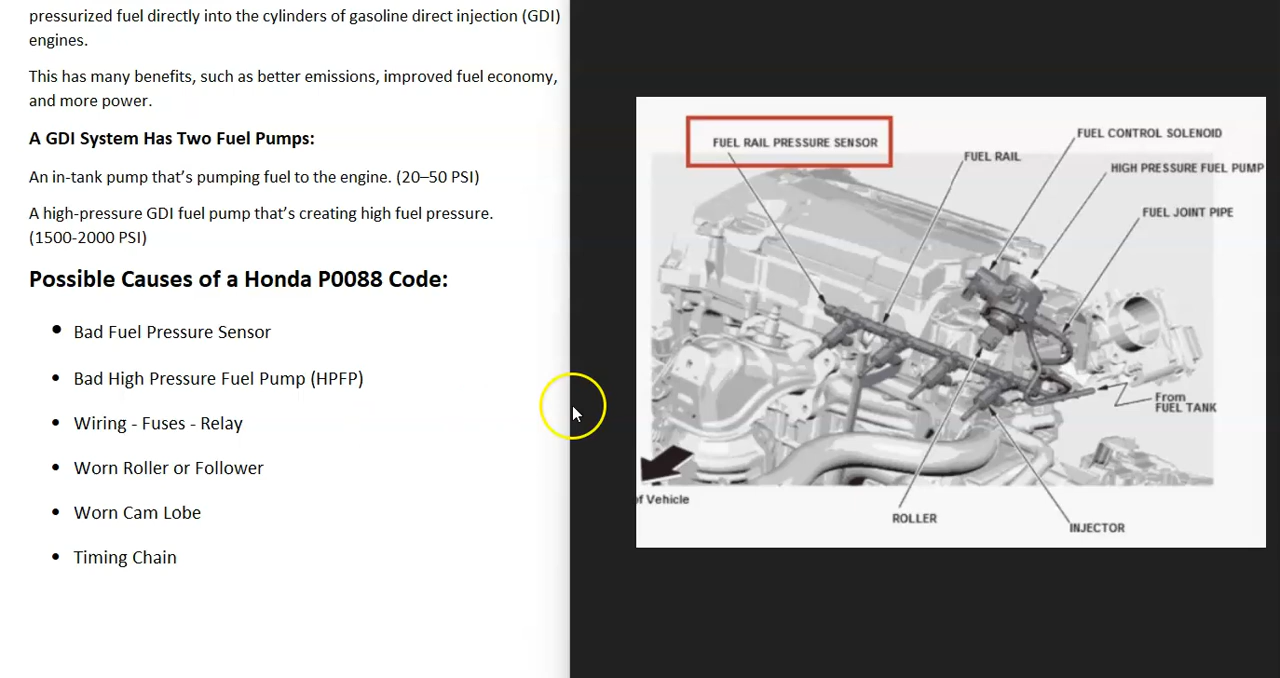 pressurized fuel directly into the cylinders of gasoline direct injection (GDI)
engines.
This has many benefits, such as better emissions, improved fuel economy,
and more power.
A GDI System Has Two Fuel Pumps:
An in-tank pump that’s pumping fuel to the engine. (20–50 PSI)
A high-pressure GDI fuel pump that’s creating high fuel pressure.
(1500-2000 PSI)
Possible Causes of a Honda P0088 Code:
• Bad Fuel Pressure Sensor
• Bad High Pressure Fuel Pump (HPFP)
• Wiring - Fuses - Relay
• Worn Roller or Follower
• Worn Cam Lobe
• Timing Chain
FUEL RAIL PRESSURE SENSOR
FUEL RAIL
FUEL CONTROL SOLENOID
HIGH PRESSURE FUEL PUMP
FUEL JOINT PIPE
From
FUEL TANK
of Vehicle
ROLLER
INJECTOR